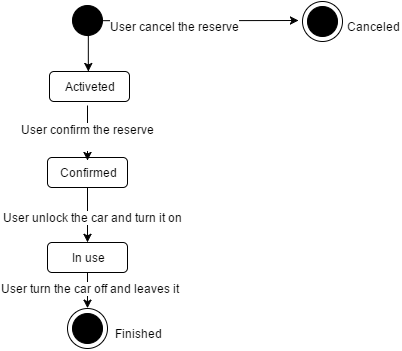 User cancel the reserve
Canceled
Activeted
User confirm the reserve
Confirmed
User unlock the car and turn it on
In use
User turn the car off and leaves it
Finished